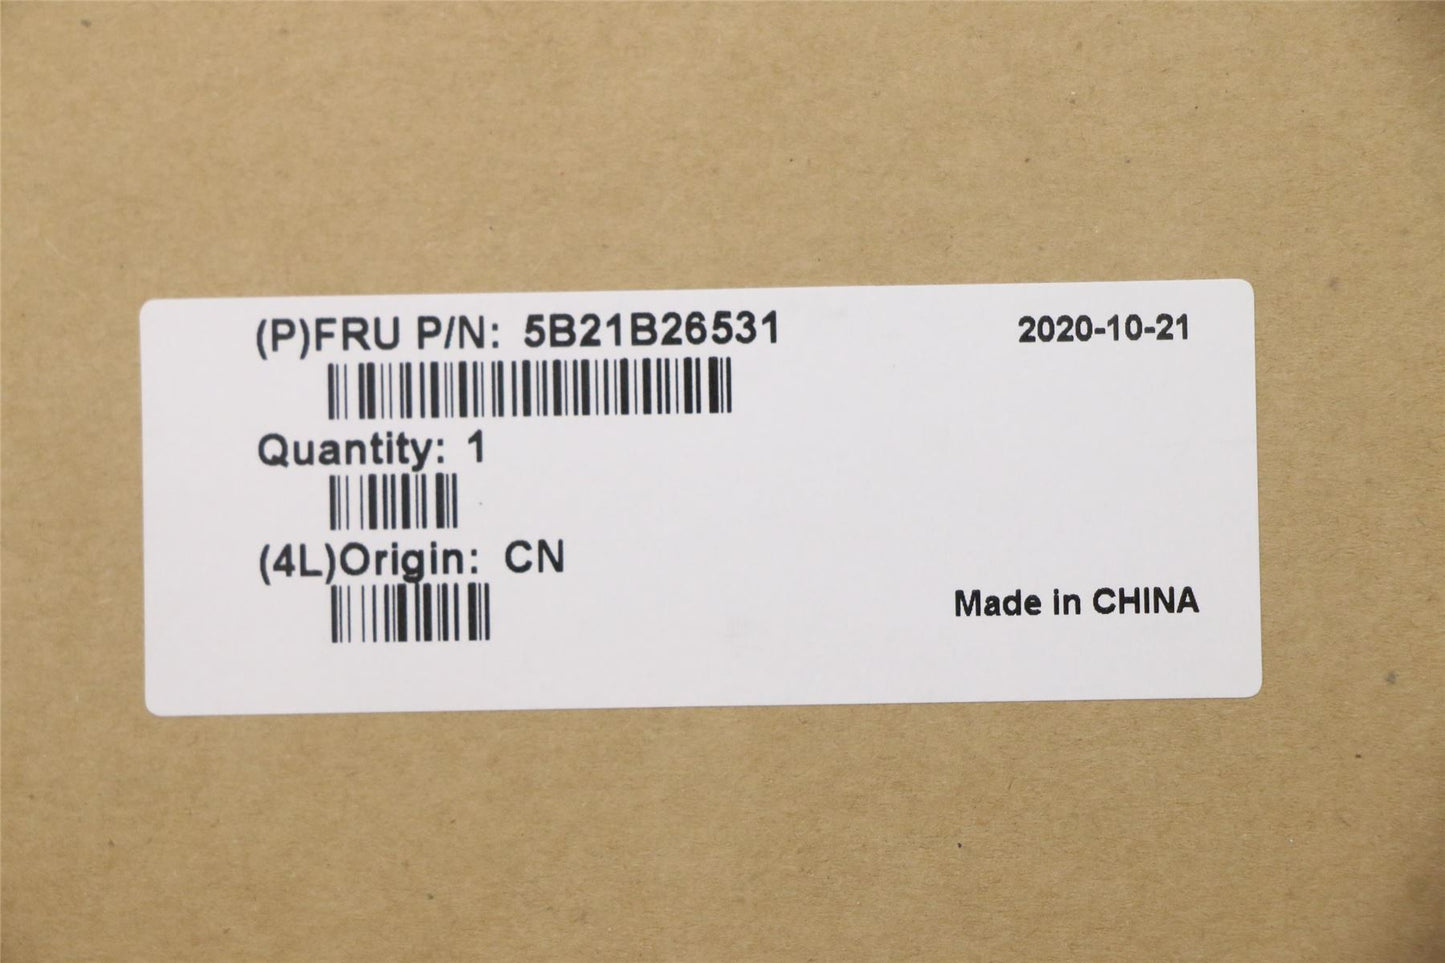 (P)FRU P/N: 5B21B26531
2020-10-21
Quantity: 1
(4L)Origin: CN
Made in CHINA